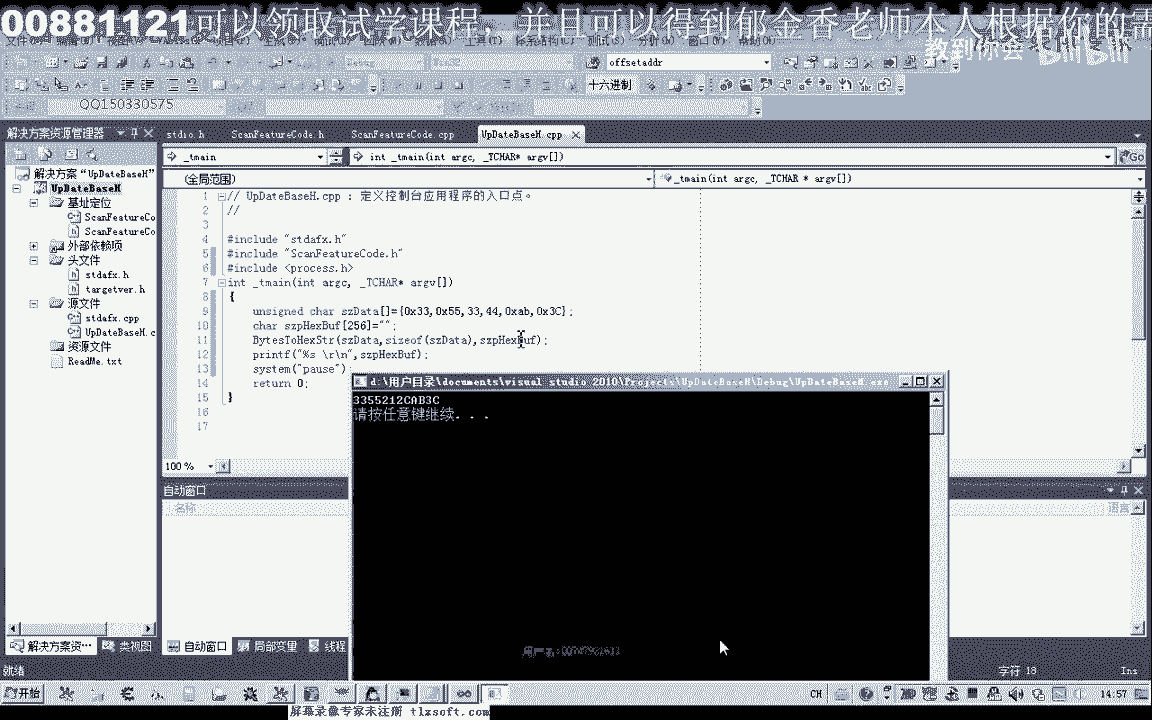 00881121可以领取试学课程，并且可以得到郁金香老师本人根据你的需
教到你会
offsetaddr
十六进制
QQ150330575
解决方案资源管理器
stdio.h ScanFeatureCode.h ScanFeatureCode.cpp UpDateBaseH.cpp
_tmain int _tmain(int argc, _TCHAR* argv[]) Go
(全局范围) _tmain(int argc, _TCHAR * argv[])
解决方案“UpDateBaseH”
UpDateBaseH
基址定位
ScanFeatureCo
ScanFeatureCo
外部依赖项
头文件
stdafx.h
targetver.h
源文件
stdafx.cpp
UpDateBaseH.c
资源文件
ReadMe.txt
1 // UpDateBaseH.cpp : 定义控制台应用程序的入口点。
2 //
3
4 #include "stdafx.h"
5 #include "ScanFeatureCode.h"
6 #include <process.h>
7 int _tmain(int argc, _TCHAR* argv[])
8 {
9 unsigned char szData[]={0x33,0x55,33,44,0xab,0x3C};
10 char szpHexBuf[256]="";
11 BytesToHexStr(szData,sizeof(szData),szpHexBuf);
12 printf("%s \r\n",szpHexBuf);
13 system("pause")
14 return 0;
15 }
16
17
100 %
d:\用户目录\documents\visual studio 2010\Projects\UpDateBaseH\Debug\UpDateBaseH.exe
3355212CAB3C
请按任意键继续. . .
自动窗口
名称
语言
解决方案资… 类视图
自动窗口 局部变量 线程
就绪
字符 18
Ins
开始
CH
14:57
屏幕录像专家未注册 tlxsoft.com